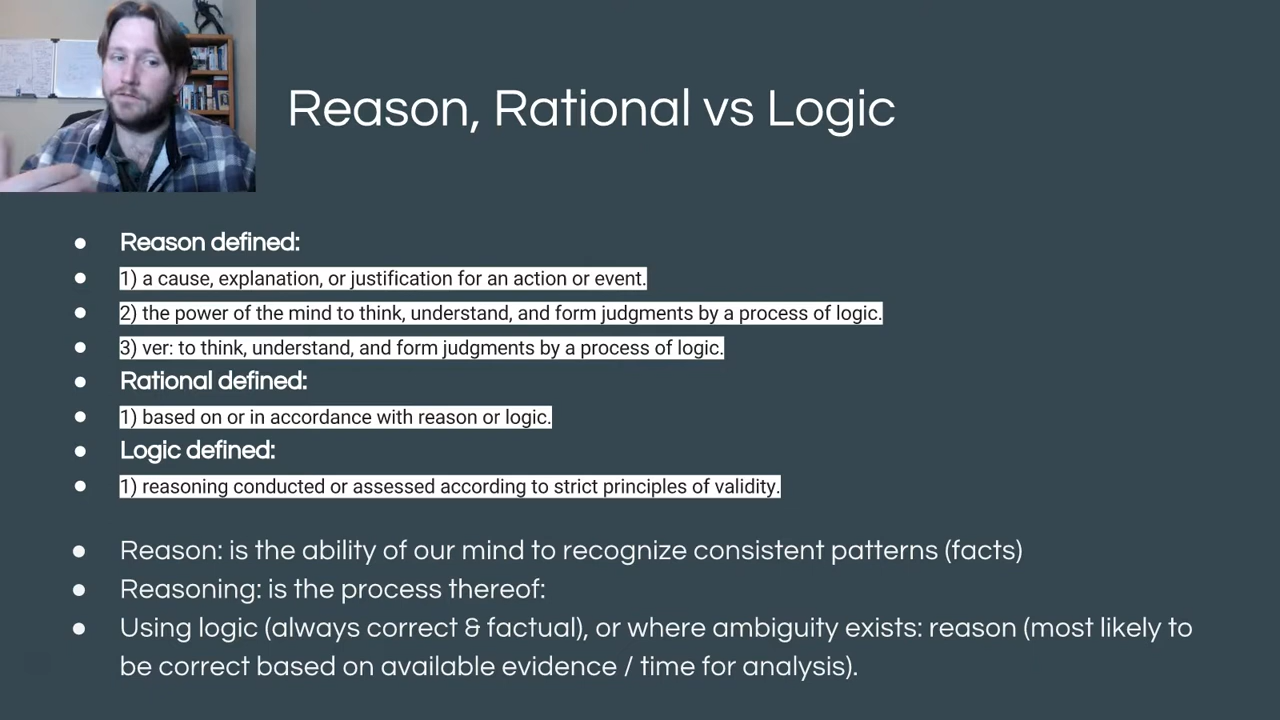 Reason, Rational vs Logic
● Reason defined:
● 1) a cause, explanation, or justification for an action or event.
● 2) the power of the mind to think, understand, and form judgments by a process of logic.
● 3) ver: to think, understand, and form judgments by a process of logic.
● Rational defined:
● 1) based on or in accordance with reason or logic.
● Logic defined:
● 1) reasoning conducted or assessed according to strict principles of validity.
● Reason: is the ability of our mind to recognize consistent patterns (facts)
● Reasoning: is the process thereof:
● Using logic (always correct & factual), or where ambiguity exists: reason (most likely to
be correct based on available evidence / time for analysis).